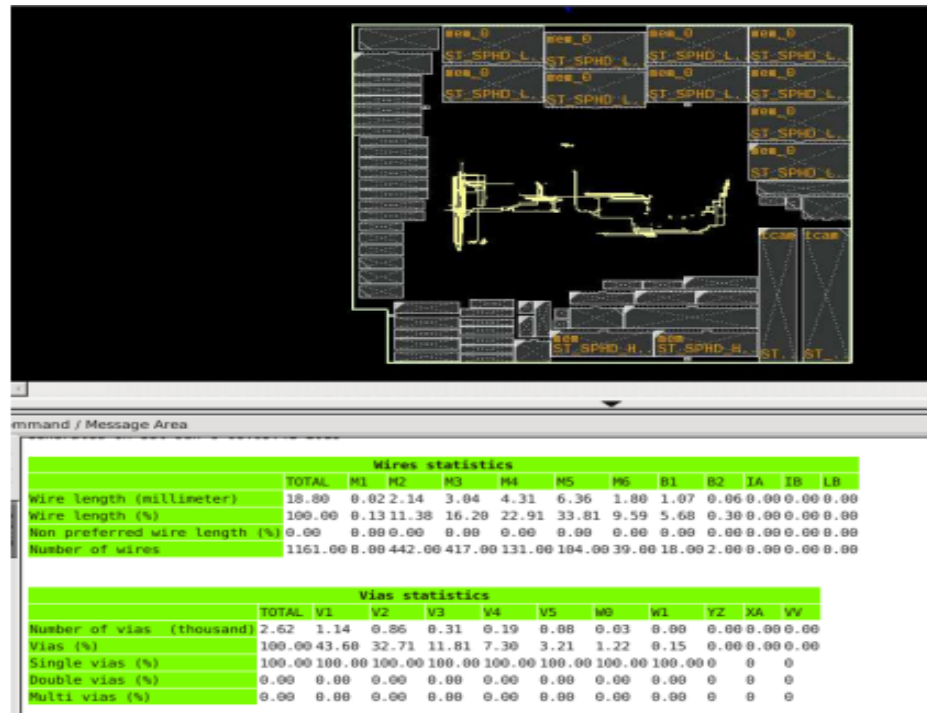 mem_0 mem_0 mem_0 mem_0
ST_SPHD_L.. ST_SPHD_L.. ST_SPHD_L.. ST_SPHD_L..
mem_0 mem_0 mem_0 mem_0
ST_SPHD_L.. ST_SPHD_L.. ST_SPHD_L.. ST_SPHD_L..
mem_0
ST_SPHD_L..
mem_0
ST_SPHD_L..
tcam tcam
mem mem
ST_SPHD_H.. ST_SPHD_H.. ST_.. ST_..
ommand / Message Area
Wires statistics
TOTAL M1 M2 M3 M4 M5 M6 B1 B2 IA IB LB
Wire length (millimeter) 18.80 0.02 2.14 3.04 4.31 6.36 1.80 1.07 0.06 0.00 0.00 0.00
Wire length (%) 100.00 0.13 11.38 16.20 22.91 33.81 9.59 5.68 0.30 0.00 0.00 0.00
Non preferred wire length (%) 0.00 0.00 0.00 0.00 0.00 0.00 0.00 0.00 0.00 0.00 0.00 0.00
Number of wires 1161.00 8.00 442.00 417.00 131.00 104.00 39.00 18.00 2.00 0.00 0.00 0.00
Vias statistics
TOTAL V1 V2 V3 V4 V5 W0 W1 YZ XA VV
Number of vias (thousand) 2.62 1.14 0.86 0.31 0.19 0.08 0.03 0.00 0.00 0.00 0.00
Vias (%) 100.00 43.60 32.71 11.81 7.30 3.21 1.22 0.15 0.00 0.00 0.00
Single vias (%) 100.00 100.00 100.00 100.00 100.00 100.00 100.00 100.00 0 0 0
Double vias (%) 0.00 0.00 0.00 0.00 0.00 0.00 0.00 0.00 0 0 0
Multi vias (%) 0.00 0.00 0.00 0.00 0.00 0.00 0.00 0.00 0 0 0